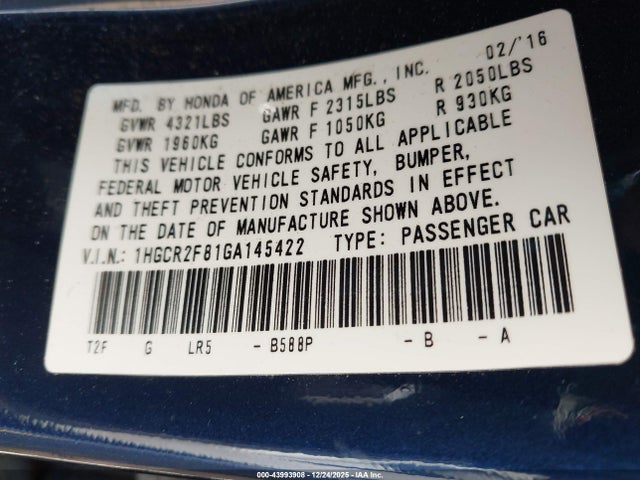 MFD. BY HONDA OF AMERICA MFG., INC. 02/'16
GVWR 4321LBS GAWR F 2315LBS R 2050LBS
GVWR 1960KG GAWR F 1050KG R 930KG
THIS VEHICLE CONFORMS TO ALL APPLICABLE
FEDERAL MOTOR VEHICLE SAFETY, BUMPER,
AND THEFT PREVENTION STANDARDS IN EFFECT
ON THE DATE OF MANUFACTURE SHOWN ABOVE.
V.I.N.: 1HGCR2F81GA145422 TYPE: PASSENGER CAR
T2F G LR5 - B588P - B - A
000-43993908 - 12/24/2025 - IAAI.COM